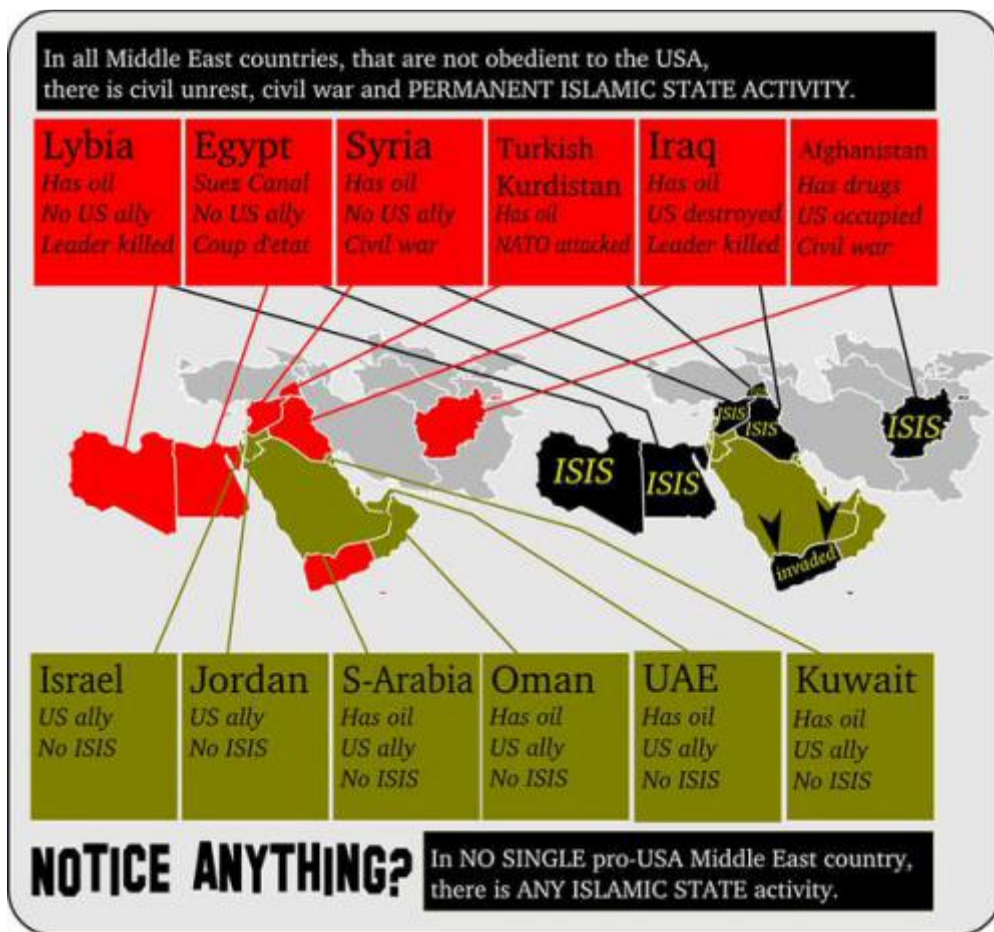 In all Middle East countries, that are not obedient to the USA,
there is civil unrest, civil war and PERMANENT ISLAMIC STATE ACTIVITY.
Lybia
Has oil
No US ally
Leader killed
Egypt
Suez Canal
No US ally
Coup d'etat
Syria
Has oil
No US ally
Civil war
Turkish
Kurdistan
Has oil
NATO attacked
Iraq
Has oil
US destroyed
Leader killed
Afghanistan
Has drugs
US occupied
Civil war
ISIS
ISIS
ISIS
ISIS
ISIS
invaded
Israel
US ally
No ISIS
Jordan
US ally
No ISIS
S-Arabia
Has oil
US ally
No ISIS
Oman
Has oil
US ally
No ISIS
UAE
Has oil
US ally
No ISIS
Kuwait
Has oil
US ally
No ISIS
NOTICE ANYTHING?
In NO SINGLE pro-USA Middle East country,
there is ANY ISLAMIC STATE activity.